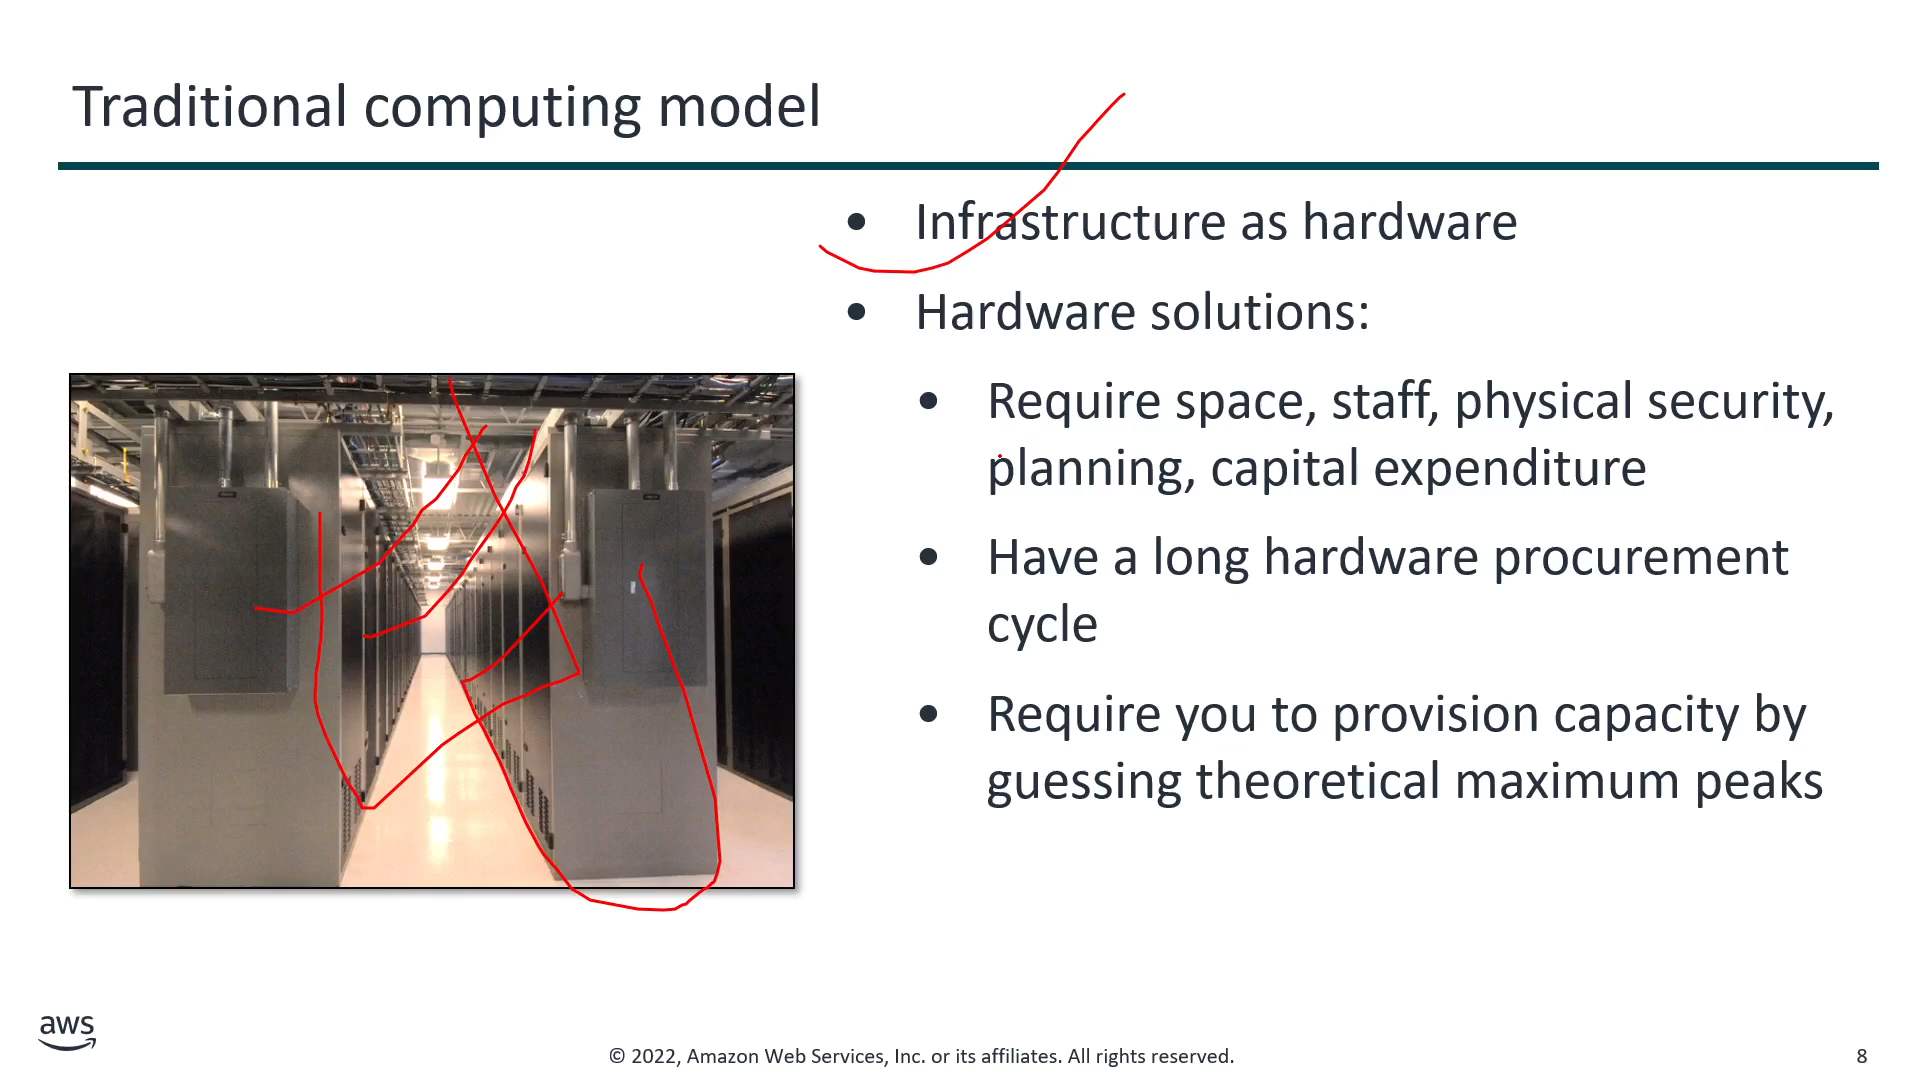 Traditional computing model
• Infrastructure as hardware
• Hardware solutions:
• Require space, staff, physical security,
planning, capital expenditure
• Have a long hardware procurement
cycle
• Require you to provision capacity by
guessing theoretical maximum peaks
aws
© 2022, Amazon Web Services, Inc. or its affiliates. All rights reserved.
8